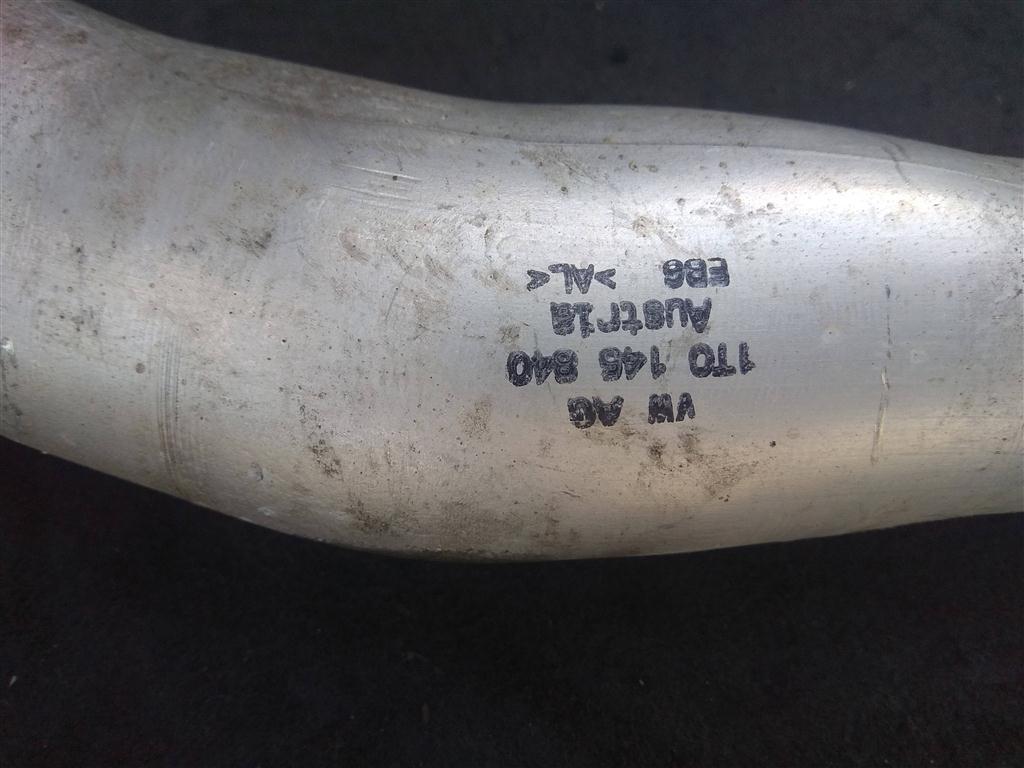 VW AG
1T0 145 840
Austria
EB6 >AL<